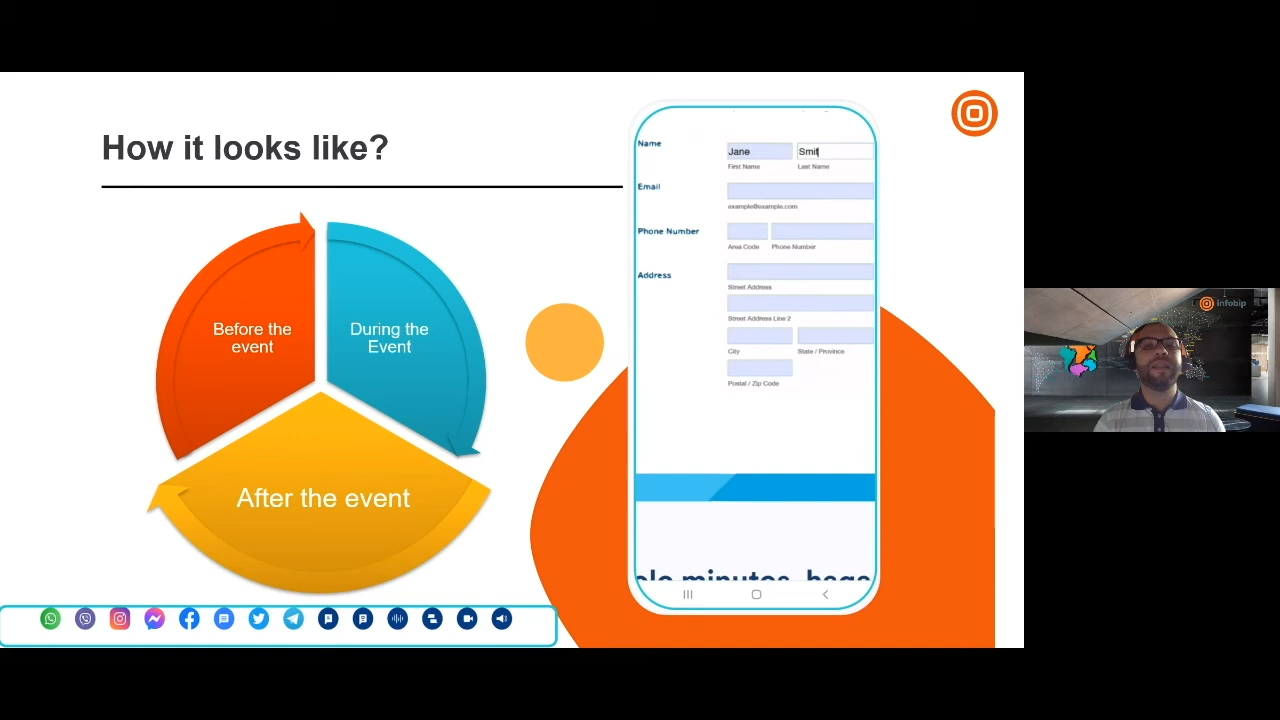 How it looks like?
Before the
event
During the
Event
After the event
Name
Jane
Smit
First Name
Last Name
Email
example@example.com
Phone Number
Area Code
Phone Number
Address
Street Address
Street Address Line 2
City
State / Province
Postal / Zip Code
minutes,
infobip